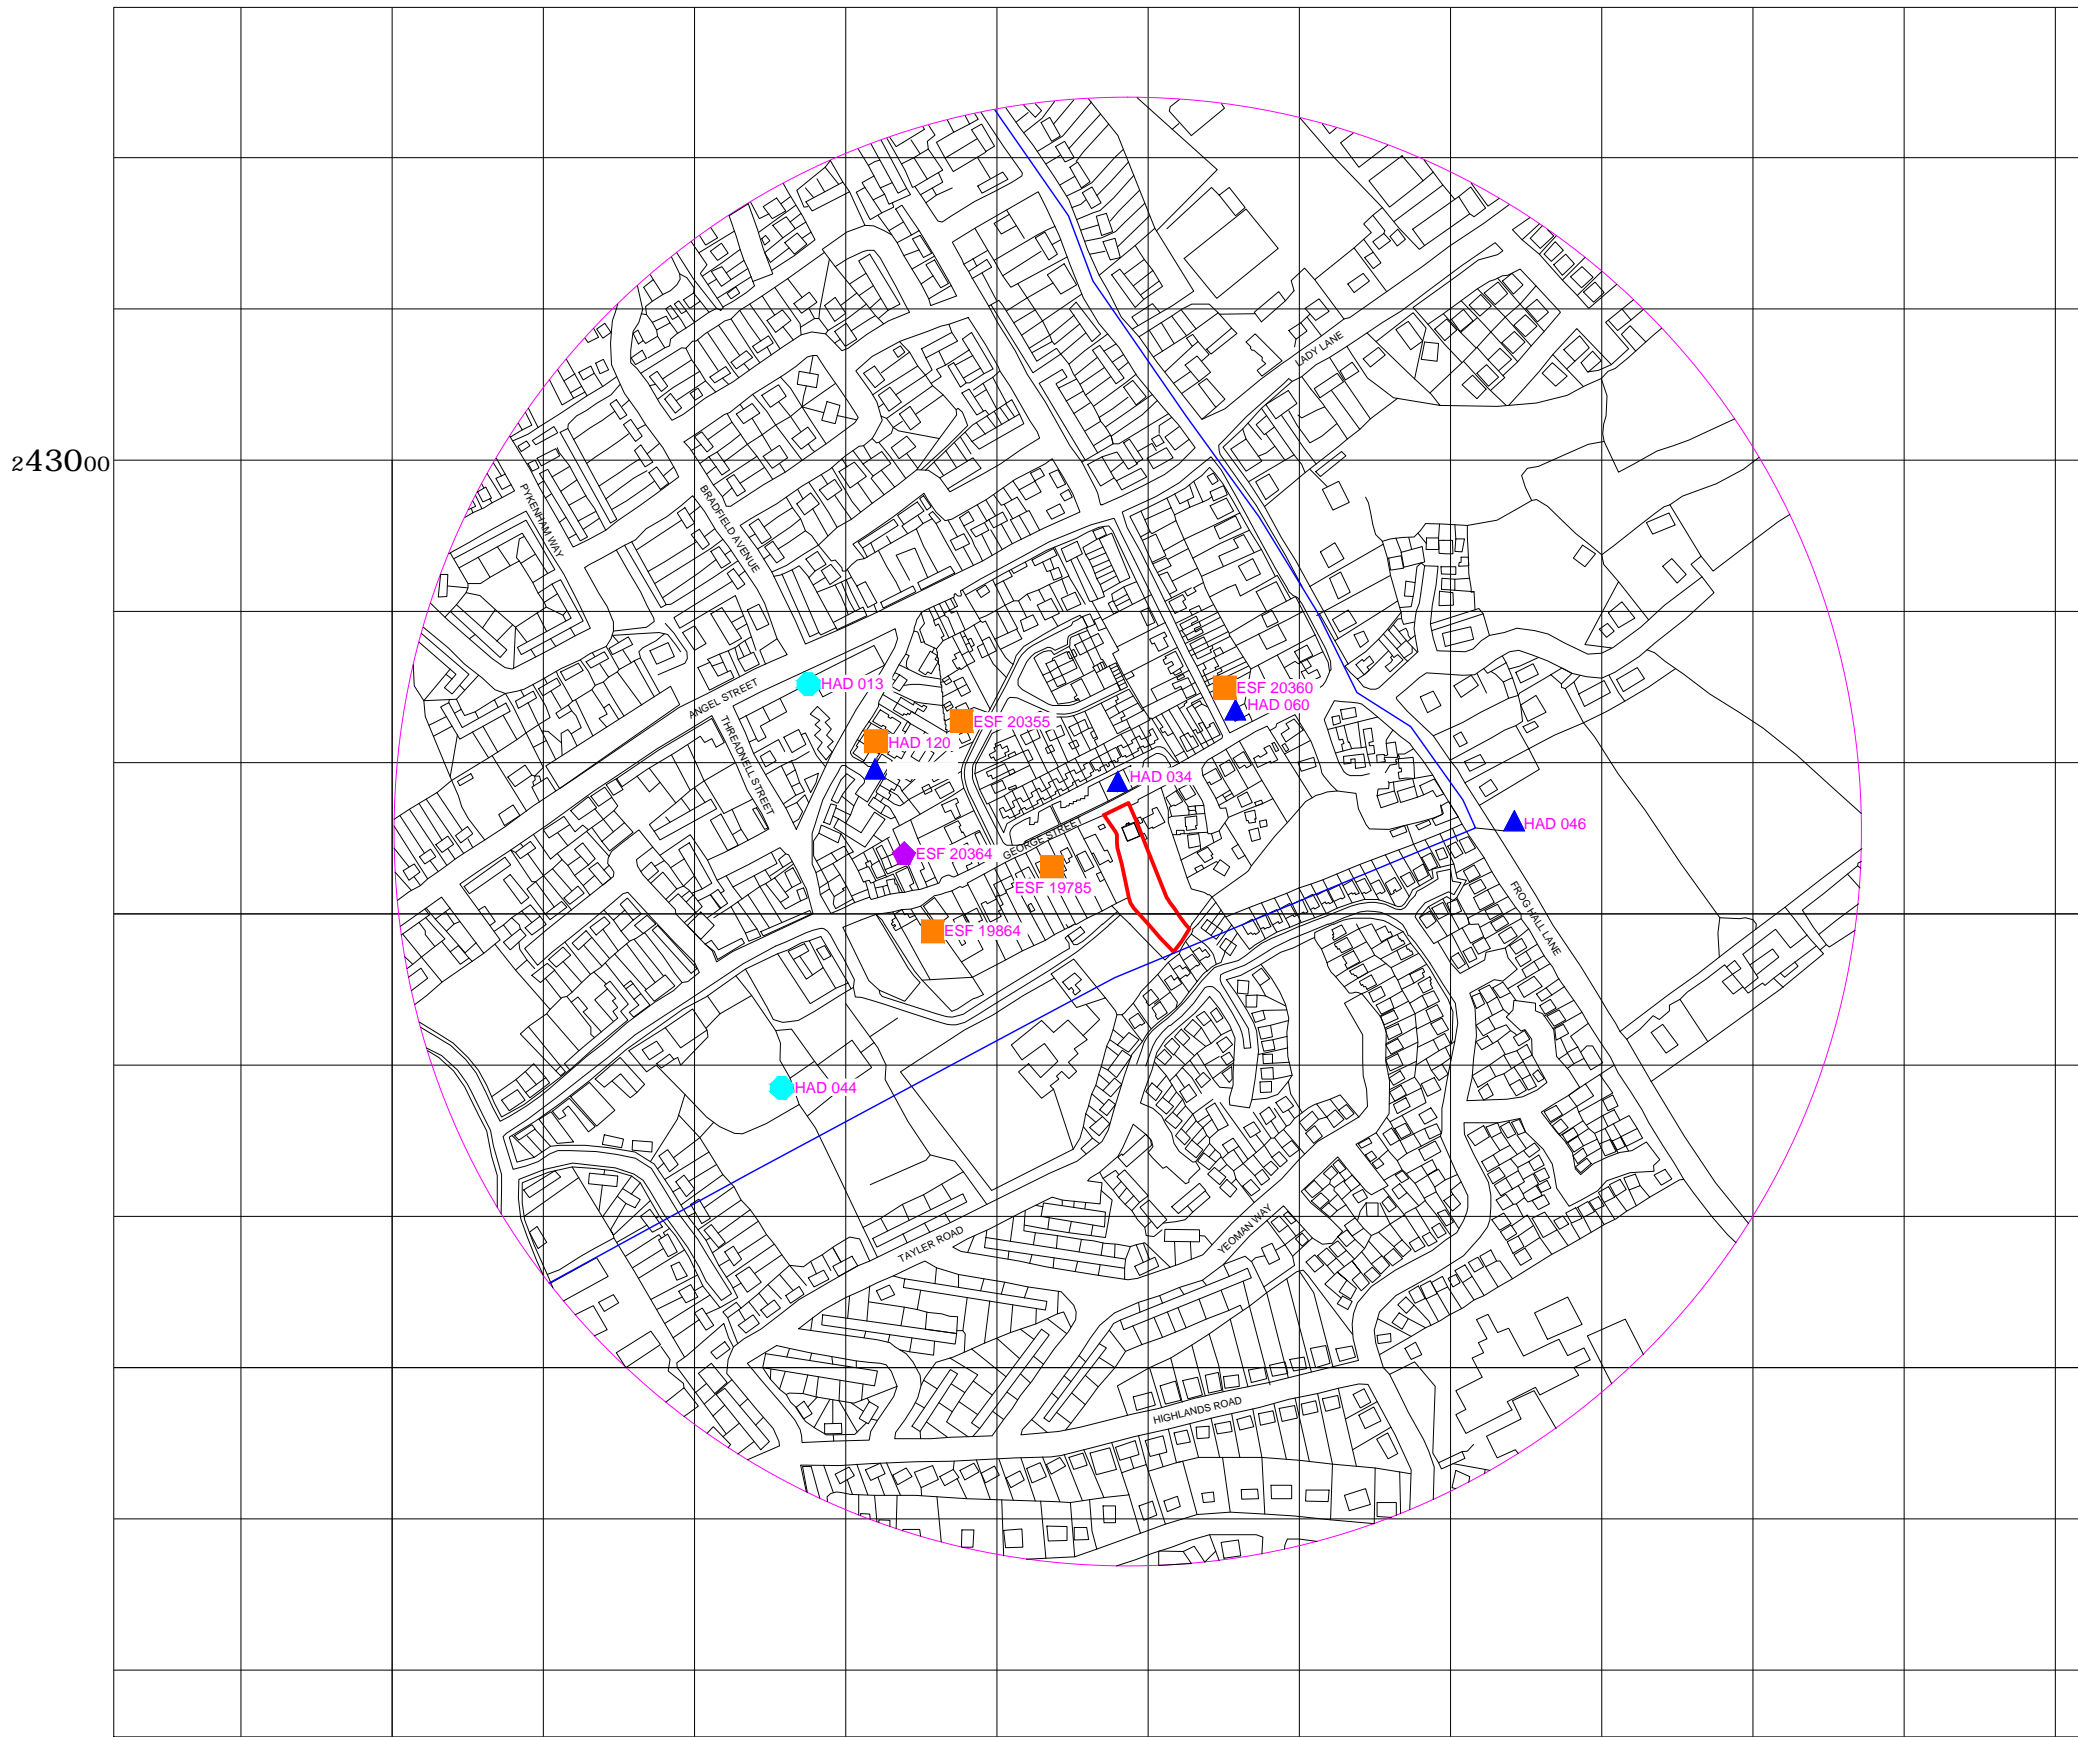 LADY LANE
243000
PYKENHAM WAY
BRADFIELD AVENUE
HAD 013
ESF 20360
ANGEL STREET
HAD 060
ESF 20355
THREADNELL STREET
HAD 120
HAD 034
HAD 046
GEORGE STREET
ESF 20364
ESF 19785
FROG HALL LANE
ESF 19864
HAD 044
YEOMAN WAY
TAYLER ROAD
HIGHLANDS ROAD